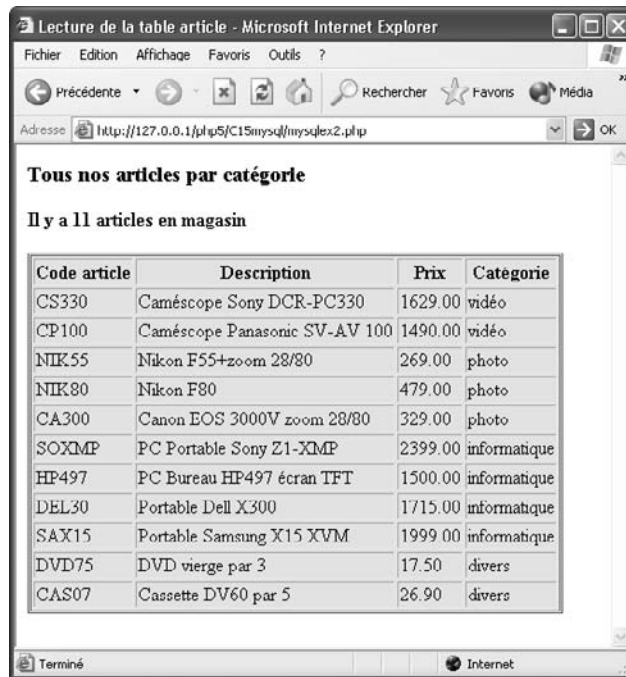 Lecture de la table article - Microsoft Internet Explorer
Fichier Edition Affichage Favoris Outils ?
Précédente Rechercher Favoris Média »
Adresse http://127.0.0.1/php5/C15mysql/mysqlex2.php OK
Tous nos articles par catégorie
Il y a 11 articles en magasin
Code article Description Prix Catégorie
CS330 Caméscope Sony DCR-PC330 1629.00 vidéo
CP100 Caméscope Panasonic SV-AV 100 1490.00 vidéo
NIK55 Nikon F55+zoom 28/80 269.00 photo
NIK80 Nikon F80 479.00 photo
CA300 Canon EOS 3000V zoom 28/80 329.00 photo
SOXMP PC Portable Sony Z1-XMP 2399.00 informatique
HP497 PC Bureau HP497 écran TFT 1500.00 informatique
DEL30 Portable Dell X300 1715.00 informatique
SAX15 Portable Samsung X15 XVM 1999.00 informatique
DVD75 DVD vierge par 3 17.50 divers
CAS07 Cassette DV60 par 5 26.90 divers
Terminé Internet